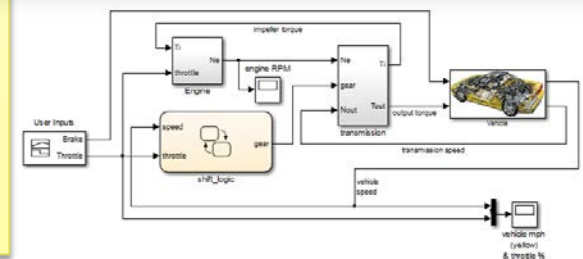 impeller torque
Ti
Ne
throttle
Engine
engine RPM
Ne
gear
Nout
Ti
Tout
transmission
output torque
Vehicle
transmission speed
User Inputs
Brake
Throttle
speed
throttle
gear
shift_logic
vehicle
speed
vehicle mph
(yellow)
& throttle %